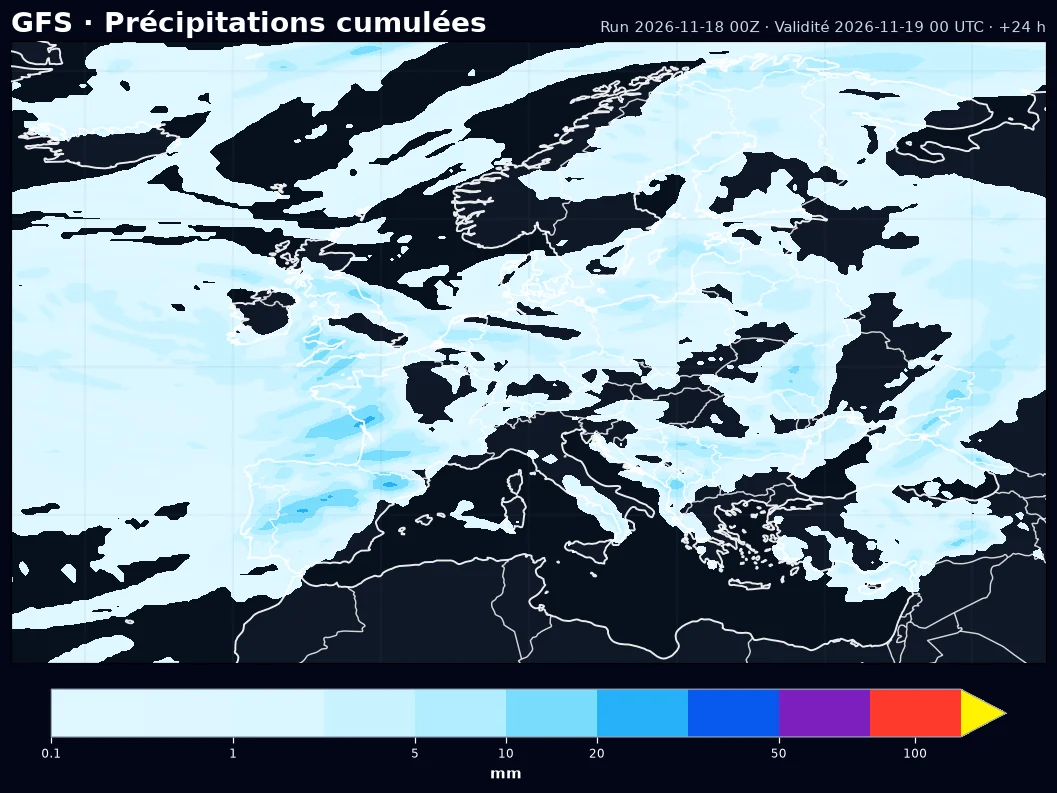 GFS · Précipitations cumulées
Run 2026-11-18 00Z · Validité 2026-11-19 00 UTC · +24 h
0.1 1 5 10 20 50 100
mm